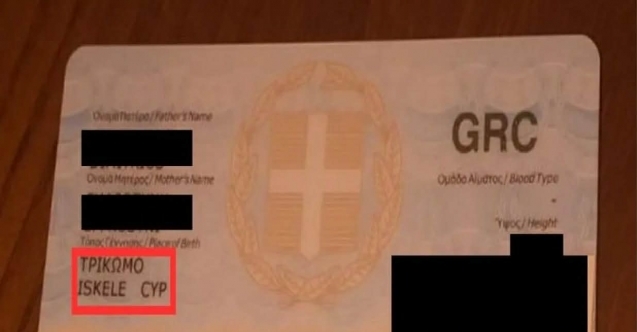 Όνομα Πατέρα / Father's Name
GRC
Όνομα Μητέρας / Mother's Name
Ομάδα Αίματος / Blood Type
-
Ύψος / Height
Τόπος Γέννησης / Place of Birth
ΤΡΙΚΩΜΟ
ISKELE CYP